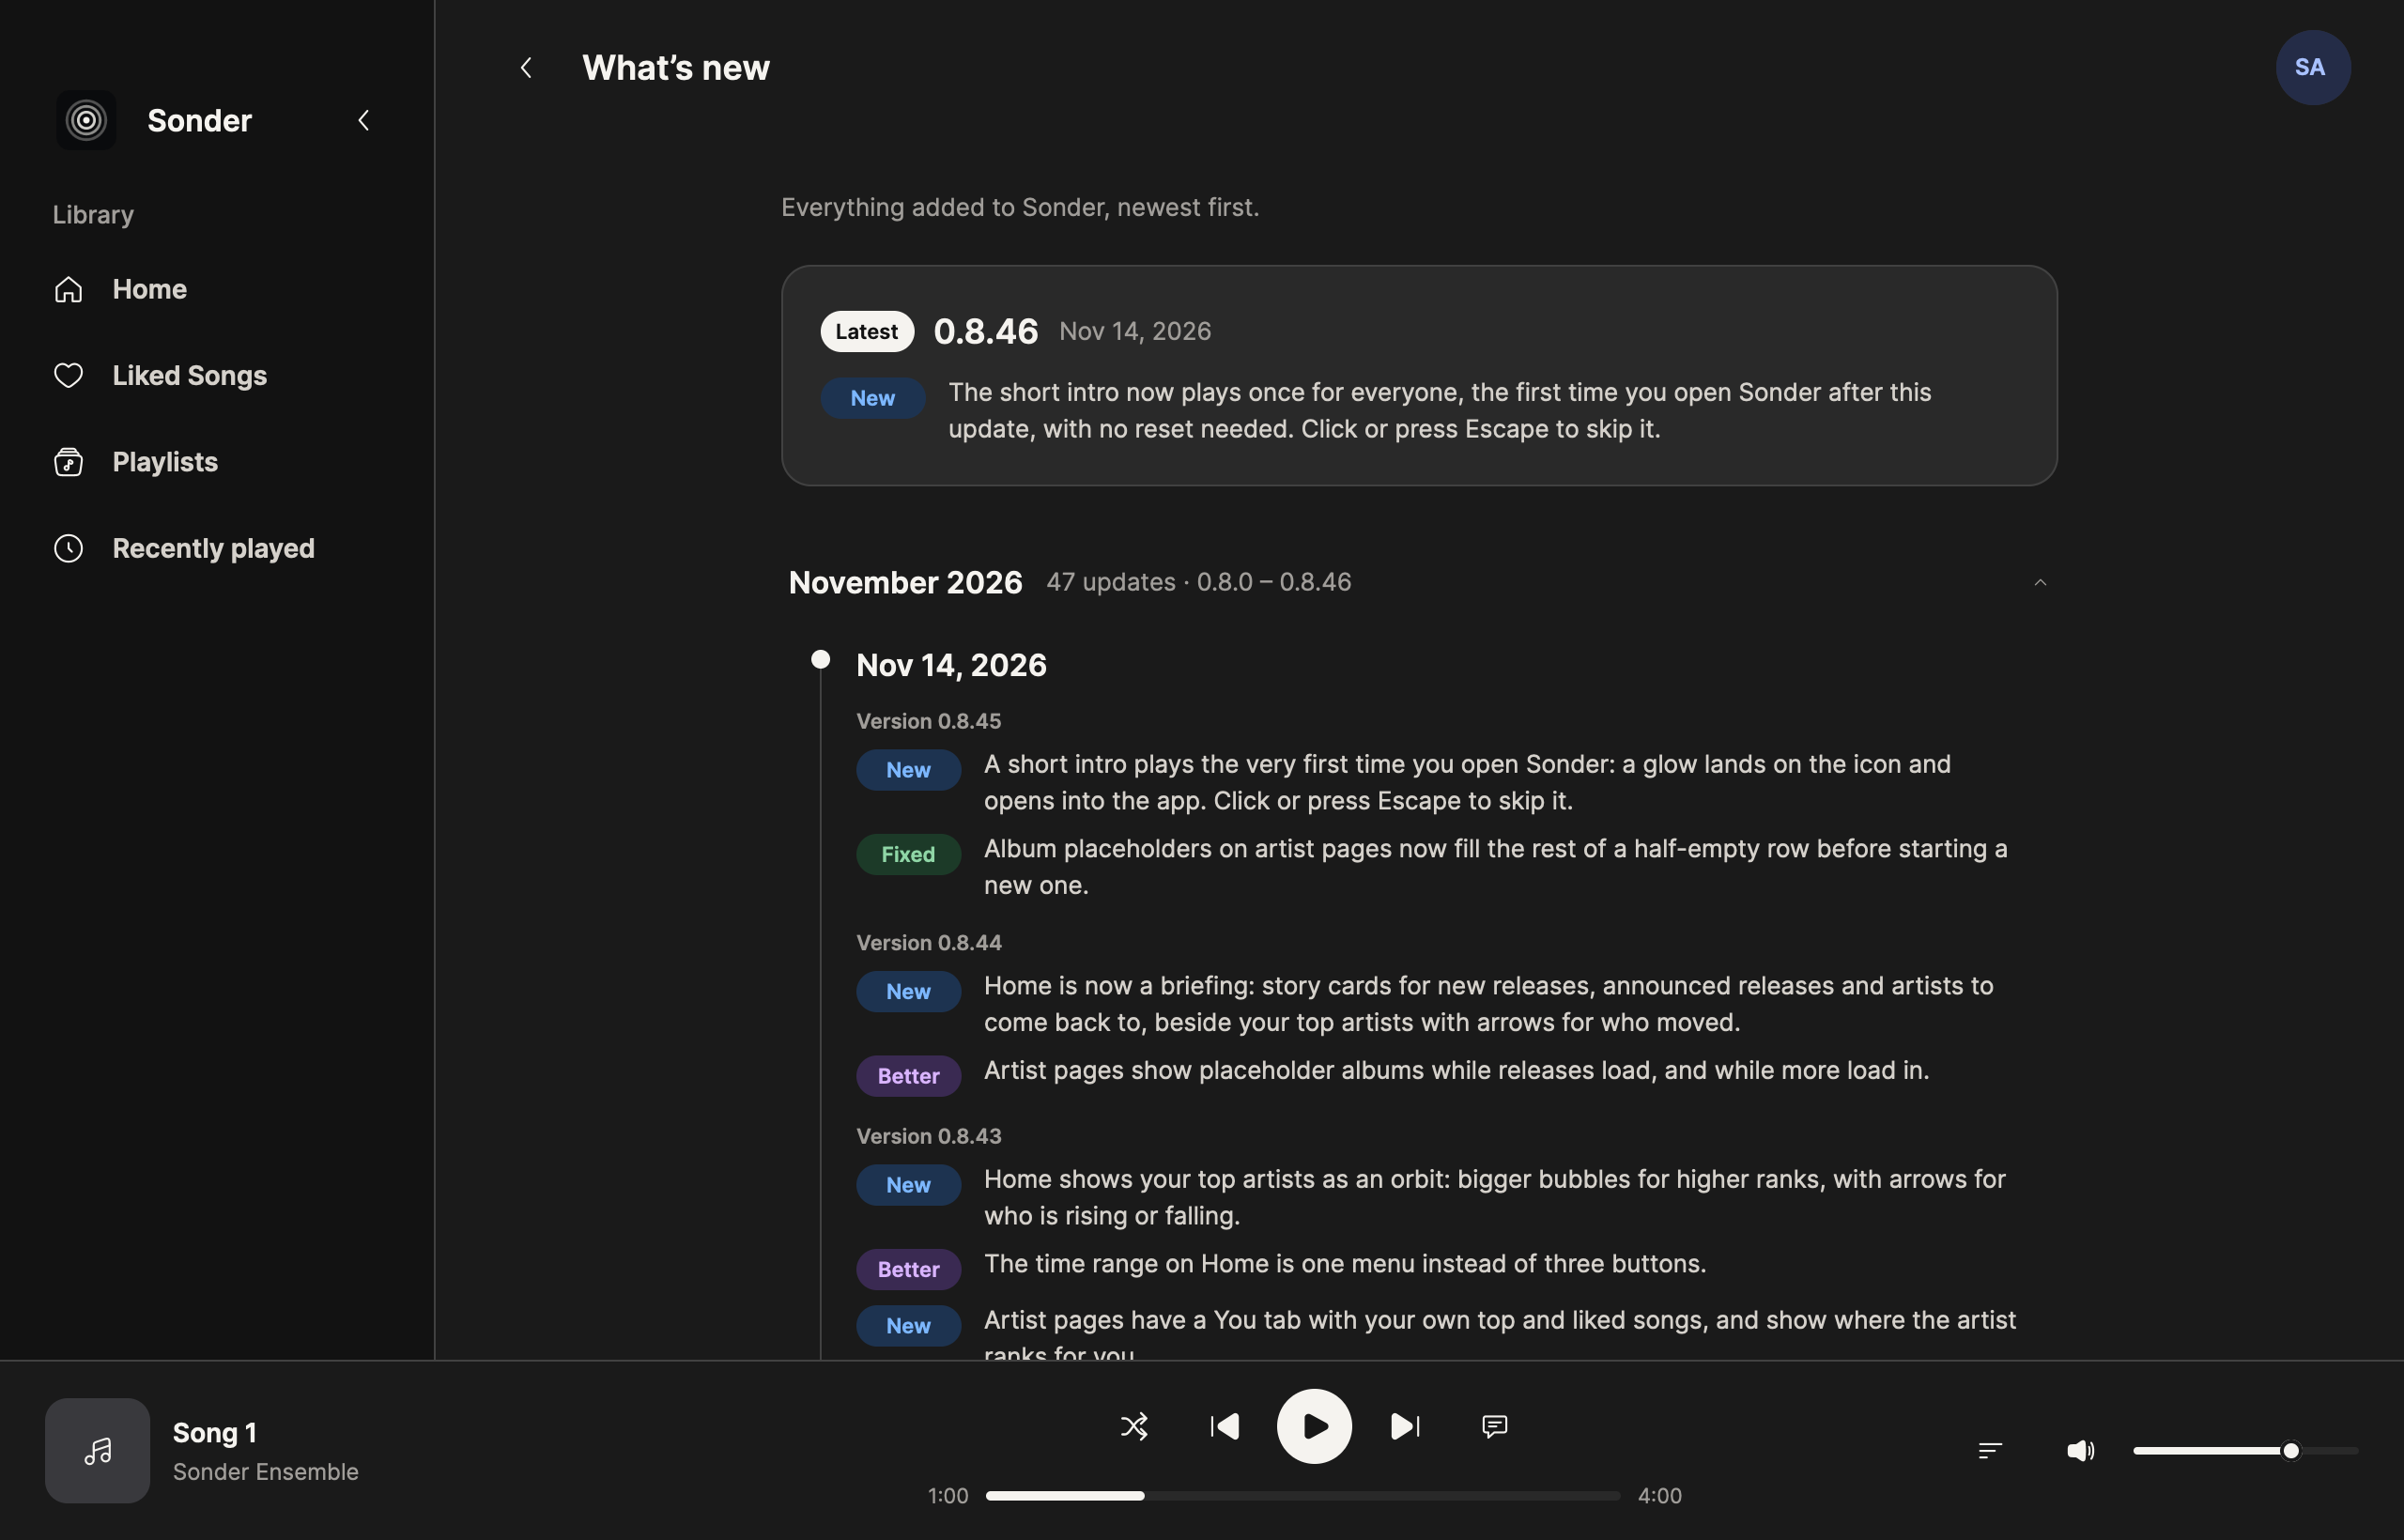 Sonder
Library
Home
Liked Songs
Playlists
Recently played
What’s new
SA
Everything added to Sonder, newest first.
Latest 0.8.46 Nov 14, 2026
New The short intro now plays once for everyone, the first time you open Sonder after this
update, with no reset needed. Click or press Escape to skip it.
November 2026 47 updates · 0.8.0 – 0.8.46
Nov 14, 2026
Version 0.8.45
New A short intro plays the very first time you open Sonder: a glow lands on the icon and
opens into the app. Click or press Escape to skip it.
Fixed Album placeholders on artist pages now fill the rest of a half-empty row before starting a
new one.
Version 0.8.44
New Home is now a briefing: story cards for new releases, announced releases and artists to
come back to, beside your top artists with arrows for who moved.
Better Artist pages show placeholder albums while releases load, and while more load in.
Version 0.8.43
New Home shows your top artists as an orbit: bigger bubbles for higher ranks, with arrows for
who is rising or falling.
Better The time range on Home is one menu instead of three buttons.
New Artist pages have a You tab with your own top and liked songs, and show where the artist
ranks for you
Song 1
Sonder Ensemble
1:00
4:00